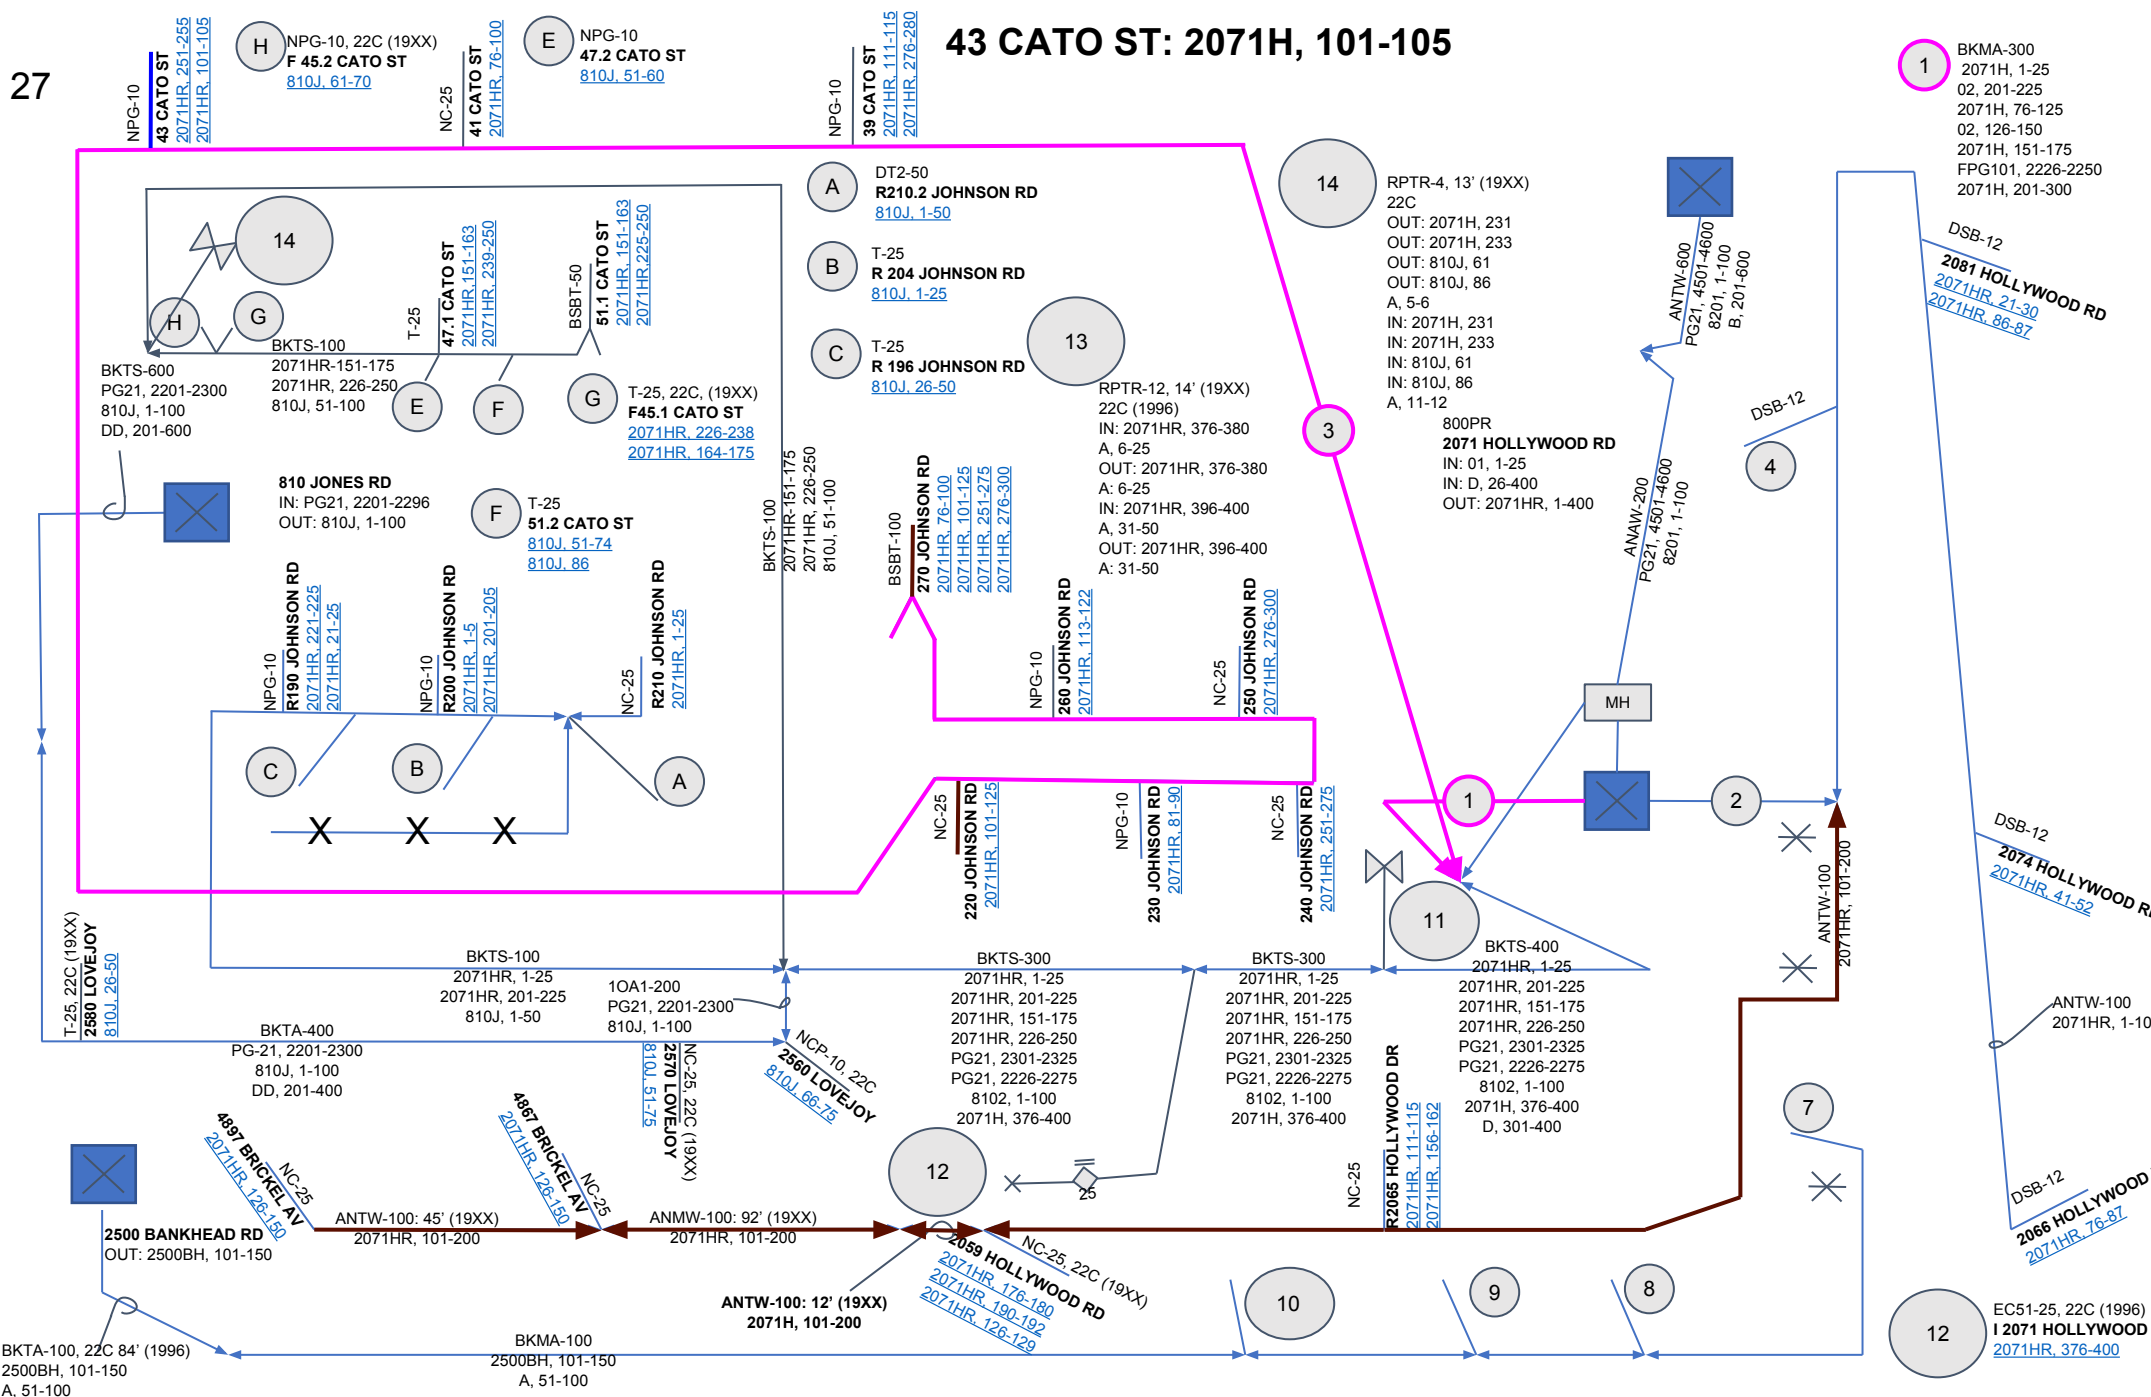 43 CATO ST: 2071H, 101-105
27
NPG-10
43 CATO ST
2071HR, 251-255
2071HR, 101-105
H
NPG-10, 22C (19XX)
F 45.2 CATO ST
810J, 61-70
NC-25
41 CATO ST
2071HR, 76-100
E
NPG-10
47.2 CATO ST
810J, 51-60
NPG-10
39 CATO ST
2071HR, 111-115
2071HR, 276-280
1
BKMA-300
2071H, 1-25
02, 201-225
2071H, 76-125
02, 126-150
2071H, 151-175
FPG101, 2226-2250
2071H, 201-300
A
DT2-50
R210.2 JOHNSON RD
810J, 1-50
B
T-25
R 204 JOHNSON RD
810J, 1-25
C
T-25
R 196 JOHNSON RD
810J, 26-50
14
RPTR-4, 13' (19XX)
22C
OUT: 2071H, 231
OUT: 2071H, 233
OUT: 810J, 61
OUT: 810J, 86
A, 5-6
IN: 2071H, 231
IN: 2071H, 233
IN: 810J, 61
IN: 810J, 86
A, 11-12
800PR
2071 HOLLYWOOD RD
IN: 01, 1-25
IN: D, 26-400
OUT: 2071HR, 1-400
ANTW-600
PG21, 4501-4600
8201, 1-100
B, 201-600
DSB-12
2081 HOLLYWOOD RD
2071HR, 21-30
2071HR, 86-87
14
H
G
T-25
47.1 CATO ST
2071HR,151-163
2071HR, 239-250
BSBT-50
51.1 CATO ST
2071HR, 151-163
2071HR,225-250
BKTS-600
PG21, 2201-2300
810J, 1-100
DD, 201-600
BKTS-100
2071HR-151-175
2071HR, 226-250
810J, 51-100
E
F
G
T-25, 22C, (19XX)
F45.1 CATO ST
2071HR, 226-238
2071HR, 164-175
13
RPTR-12, 14' (19XX)
22C (1996)
IN: 2071HR, 376-380
A, 6-25
OUT: 2071HR, 376-380
A: 6-25
IN: 2071HR, 396-400
A, 31-50
OUT: 2071HR, 396-400
A: 31-50
3
DSB-12
4
ANAW-200
PG21, 4501-4600
8201, 1-100
810 JONES RD
IN: PG21, 2201-2296
OUT: 810J, 1-100
F
T-25
51.2 CATO ST
810J, 51-74
810J, 86
BKTS-100
2071HR-151-175
2071HR, 226-250
810J, 51-100
BSBT-100
270 JOHNSON RD
2071HR, 76-100
2071HR, 101-125
2071HR, 251-275
2071HR, 276-300
NPG-10
R190 JOHNSON RD
2071HR, 221-225
2071HR, 21-25
NPG-10
R200 JOHNSON RD
2071HR, 1-5
2071HR, 201-205
NC-25
R210 JOHNSON RD
2071HR, 1-25
NPG-10
260 JOHNSON RD
2071HR, 113-122
NC-25
250 JOHNSON RD
2071HR, 276-300
MH
C
B
A
X X X
1
2
NC-25
220 JOHNSON RD
2071HR, 101-125
NPG-10
230 JOHNSON RD
2071HR, 81-90
NC-25
240 JOHNSON RD
2071HR, 251-275
11
ANTW-100
2071HR, 101-200
DSB-12
2074 HOLLYWOOD RD
2071HR, 41-52
T-25, 22C (19XX)
2580 LOVEJOY
810J, 26-50
BKTS-100
2071HR, 1-25
2071HR, 201-225
810J, 1-50
1OA1-200
PG21, 2201-2300
810J, 1-100
BKTS-300
2071HR, 1-25
2071HR, 201-225
2071HR, 151-175
2071HR, 226-250
PG21, 2301-2325
PG21, 2226-2275
8102, 1-100
2071H, 376-400
BKTS-300
2071HR, 1-25
2071HR, 201-225
2071HR, 151-175
2071HR, 226-250
PG21, 2301-2325
PG21, 2226-2275
8102, 1-100
2071H, 376-400
BKTS-400
2071HR, 1-25
2071HR, 201-225
2071HR, 151-175
2071HR, 226-250
PG21, 2301-2325
PG21, 2226-2275
8102, 1-100
2071H, 376-400
D, 301-400
ANTW-100
2071HR, 1-10
BKTA-400
PG-21, 2201-2300
810J, 1-100
DD, 201-400
NC-25, 22C (19XX)
2570 LOVEJOY
810J, 51-75
NCP-10, 22C
2560 LOVEJOY
810J, 66-75
7
NC-25
4897 BRICKEL AV
2071HR, 126-150
NC-25
4867 BRICKEL AV
2071HR, 126-150
12
25
NC-25
R2065 HOLLYWOOD DR
2071HR, 111-115
2071HR, 156-162
DSB-12
2066 HOLLYWOOD
2071HR, 76-87
2500 BANKHEAD RD
OUT: 2500BH, 101-150
ANTW-100: 45' (19XX)
2071HR, 101-200
ANMW-100: 92' (19XX)
2071HR, 101-200
NC-25, 22C (19XX)
2059 HOLLYWOOD RD
2071HR, 176-180
2071HR, 190-192
2071HR, 126-129
ANTW-100: 12' (19XX)
2071H, 101-200
10
9
8
12
EC51-25, 22C (1996)
I 2071 HOLLYWOOD
2071HR, 376-400
BKTA-100, 22C 84' (1996)
2500BH, 101-150
A, 51-100
BKMA-100
2500BH, 101-150
A, 51-100